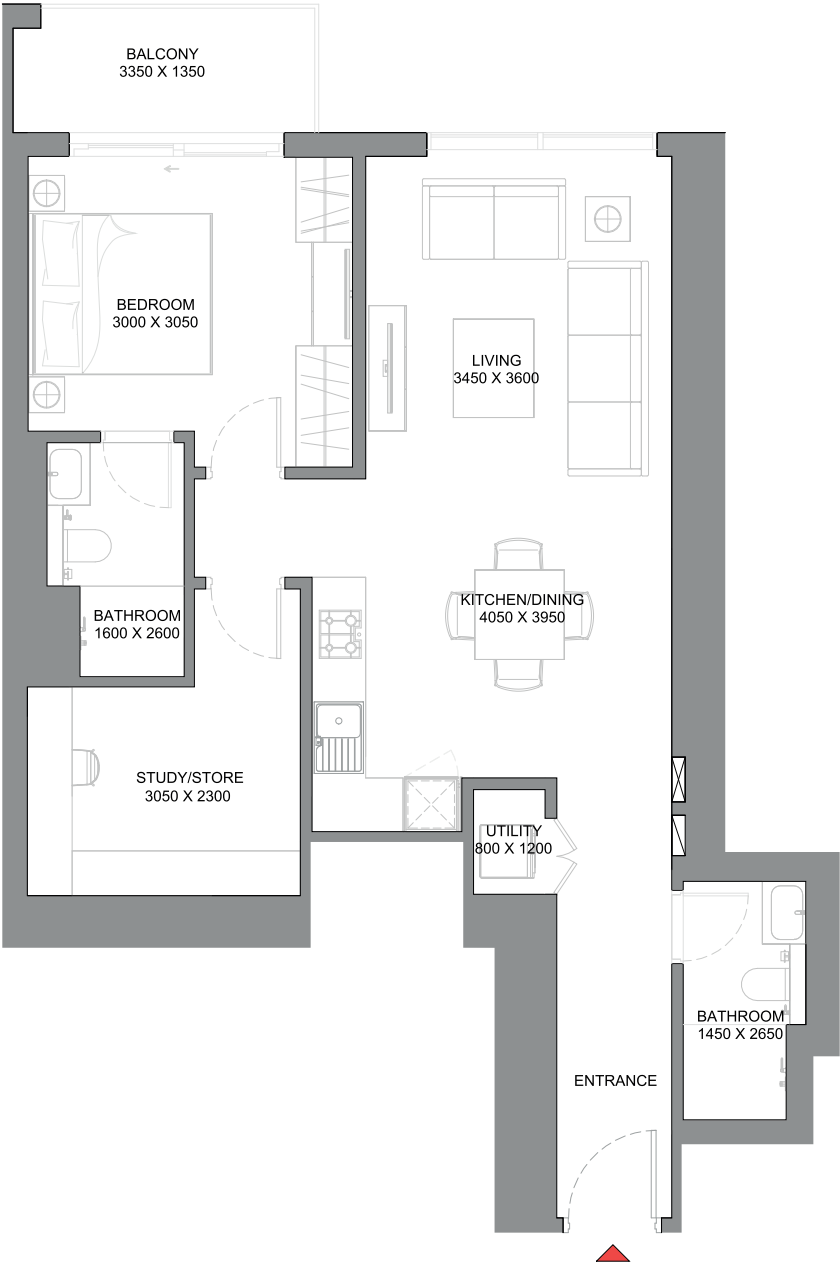 BALCONY
3350 X 1350
BEDROOM
3000 X 3050
LIVING
3450 X 3600
KITCHEN/DINING
4050 X 3950
BATHROOM
1600 X 2600
STUDY/STORE
3050 X 2300
UTILITY
800 X 1200
BATHROOM
1450 X 2650
ENTRANCE